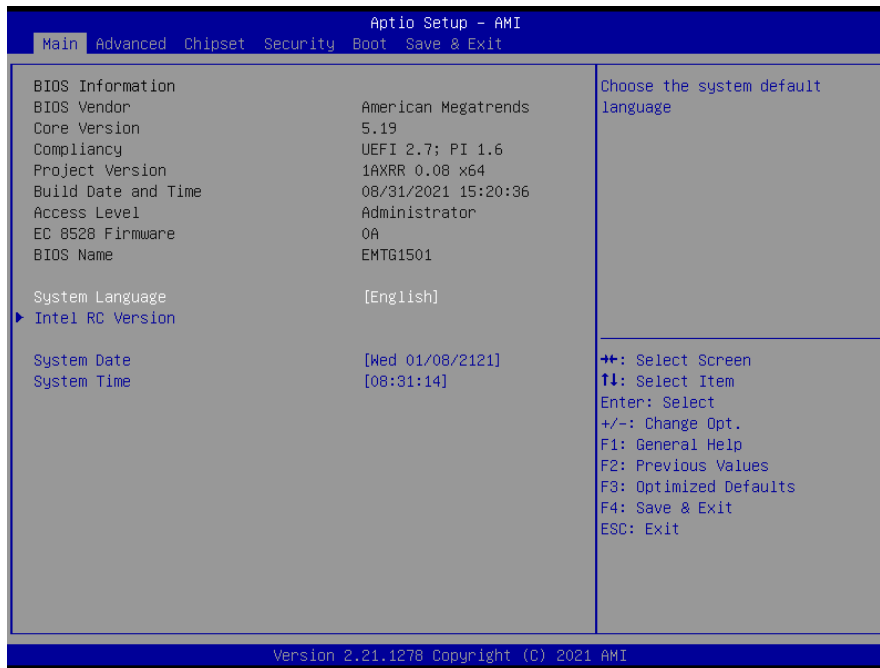 Aptio Setup – AMI
Main Advanced Chipset Security Boot Save & Exit
BIOS Information
BIOS Vendor American Megatrends
Core Version 5.19
Compliancy UEFI 2.7; PI 1.6
Project Version 1AXRR 0.08 x64
Build Date and Time 08/31/2021 15:20:36
Access Level Administrator
EC 8528 Firmware 0A
BIOS Name EMTG1501
System Language [English]
Intel RC Version
System Date [Wed 01/08/2121]
System Time [08:31:14]
Choose the system default
language
→←: Select Screen
↑↓: Select Item
Enter: Select
+/-: Change Opt.
F1: General Help
F2: Previous Values
F3: Optimized Defaults
F4: Save & Exit
ESC: Exit
Version 2.21.1278 Copyright (C) 2021 AMI